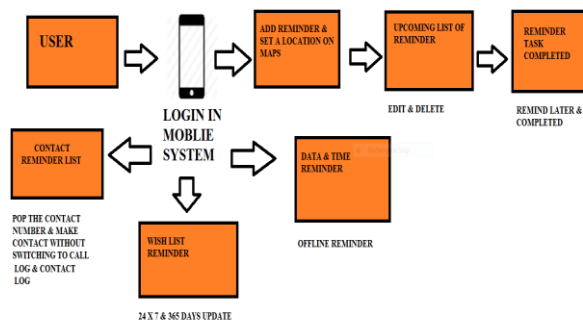 USER
LOGIN IN
MOBLIE
SYSTEM
ADD REMINDER &
SET A LOCATION ON
MAPS
UPCOMING LIST OF
REMINDER
EDIT & DELETE
REMINDER
TASK
COMPLETED
REMIND LATER &
COMPLETED
CONTACT
REMINDER LIST
POP THE CONTACT
NUMBER & MAKE
CONTACT WITHOUT
SWITCHING TO CALL
LOG & CONTACT
LOG
WISH LIST
REMINDER
24 X 7 & 365 DAYS UPDATE
DATA & TIME
REMINDER
OFFLINE REMINDER